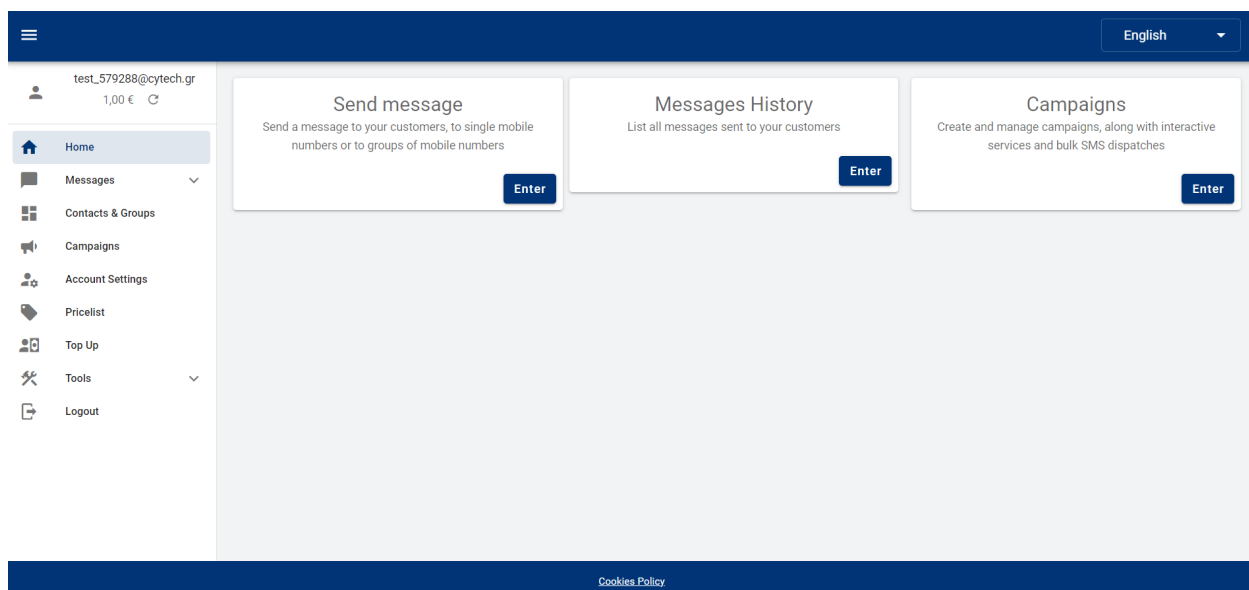 English
test_579288@cytech.gr
1,00 €
Home
Messages
Contacts & Groups
Campaigns
Account Settings
Pricelist
Top Up
Tools
Logout
Send message
Send a message to your customers, to single mobile
numbers or to groups of mobile numbers
Enter
Messages History
List all messages sent to your customers
Enter
Campaigns
Create and manage campaigns, along with interactive
services and bulk SMS dispatches
Enter
Cookies Policy